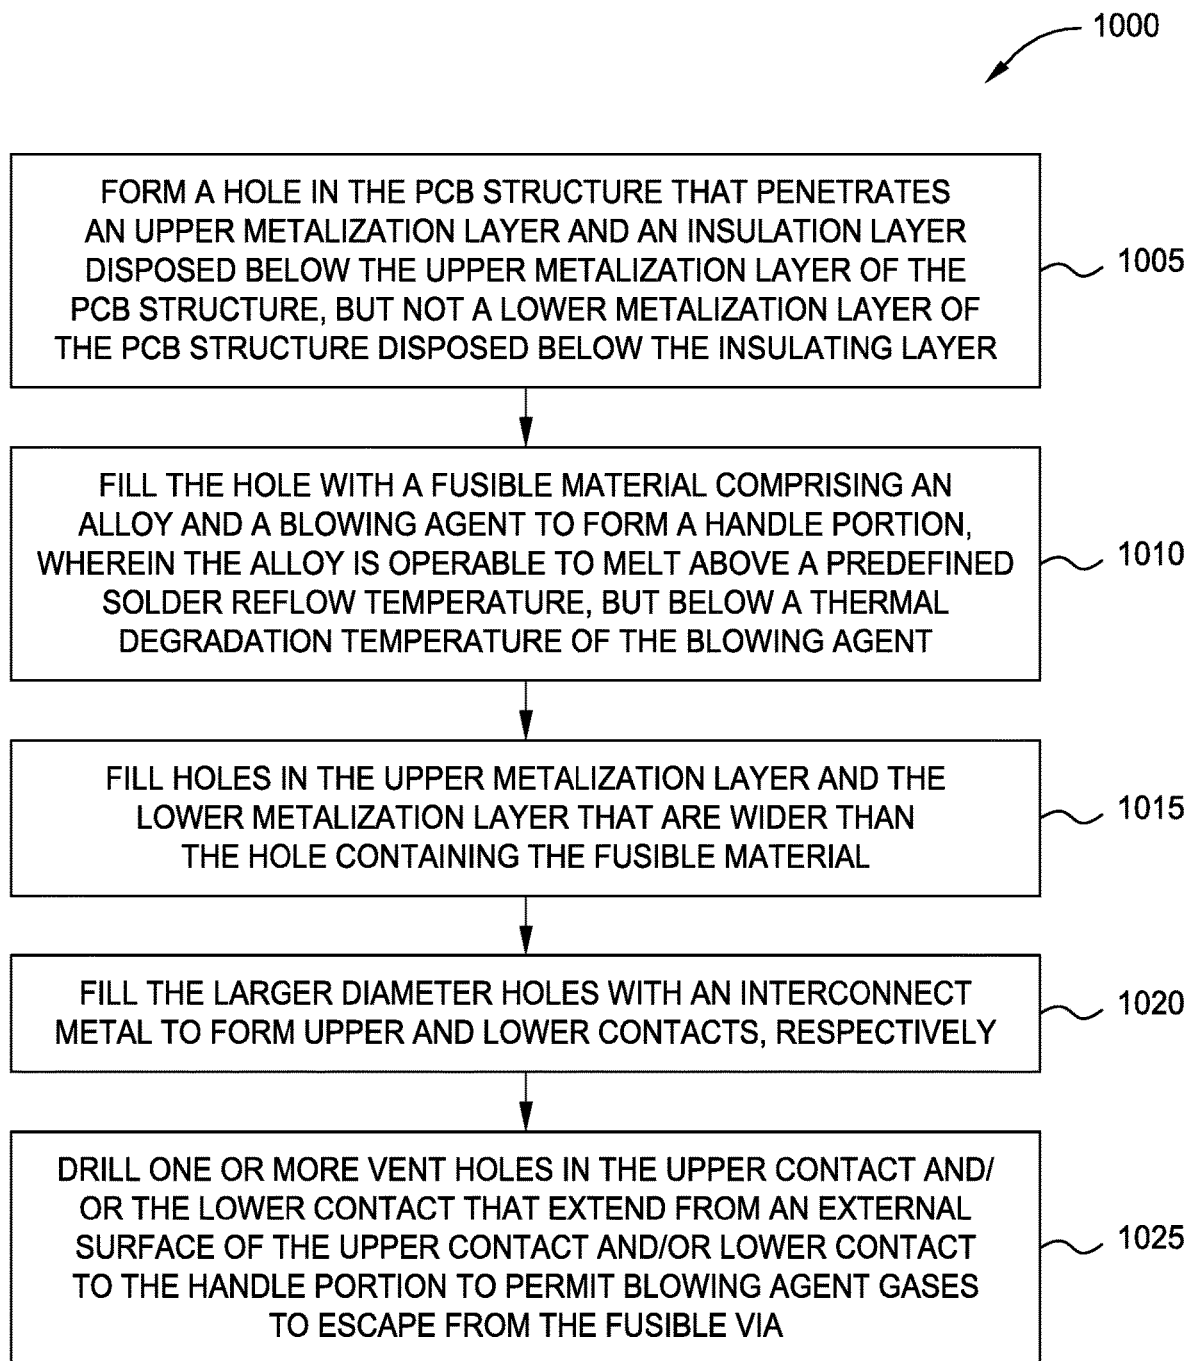 1000
FORM A HOLE IN THE PCB STRUCTURE THAT PENETRATES
AN UPPER METALIZATION LAYER AND AN INSULATION LAYER
DISPOSED BELOW THE UPPER METALIZATION LAYER OF THE
PCB STRUCTURE, BUT NOT A LOWER METALIZATION LAYER OF
THE PCB STRUCTURE DISPOSED BELOW THE INSULATING LAYER
1005
FILL THE HOLE WITH A FUSIBLE MATERIAL COMPRISING AN
ALLOY AND A BLOWING AGENT TO FORM A HANDLE PORTION,
WHEREIN THE ALLOY IS OPERABLE TO MELT ABOVE A PREDEFINED
SOLDER REFLOW TEMPERATURE, BUT BELOW A THERMAL
DEGRADATION TEMPERATURE OF THE BLOWING AGENT
1010
FILL HOLES IN THE UPPER METALIZATION LAYER AND THE
LOWER METALIZATION LAYER THAT ARE WIDER THAN
THE HOLE CONTAINING THE FUSIBLE MATERIAL
1015
FILL THE LARGER DIAMETER HOLES WITH AN INTERCONNECT
METAL TO FORM UPPER AND LOWER CONTACTS, RESPECTIVELY
1020
DRILL ONE OR MORE VENT HOLES IN THE UPPER CONTACT AND/
OR THE LOWER CONTACT THAT EXTEND FROM AN EXTERNAL
SURFACE OF THE UPPER CONTACT AND/OR LOWER CONTACT
TO THE HANDLE PORTION TO PERMIT BLOWING AGENT GASES
TO ESCAPE FROM THE FUSIBLE VIA
1025